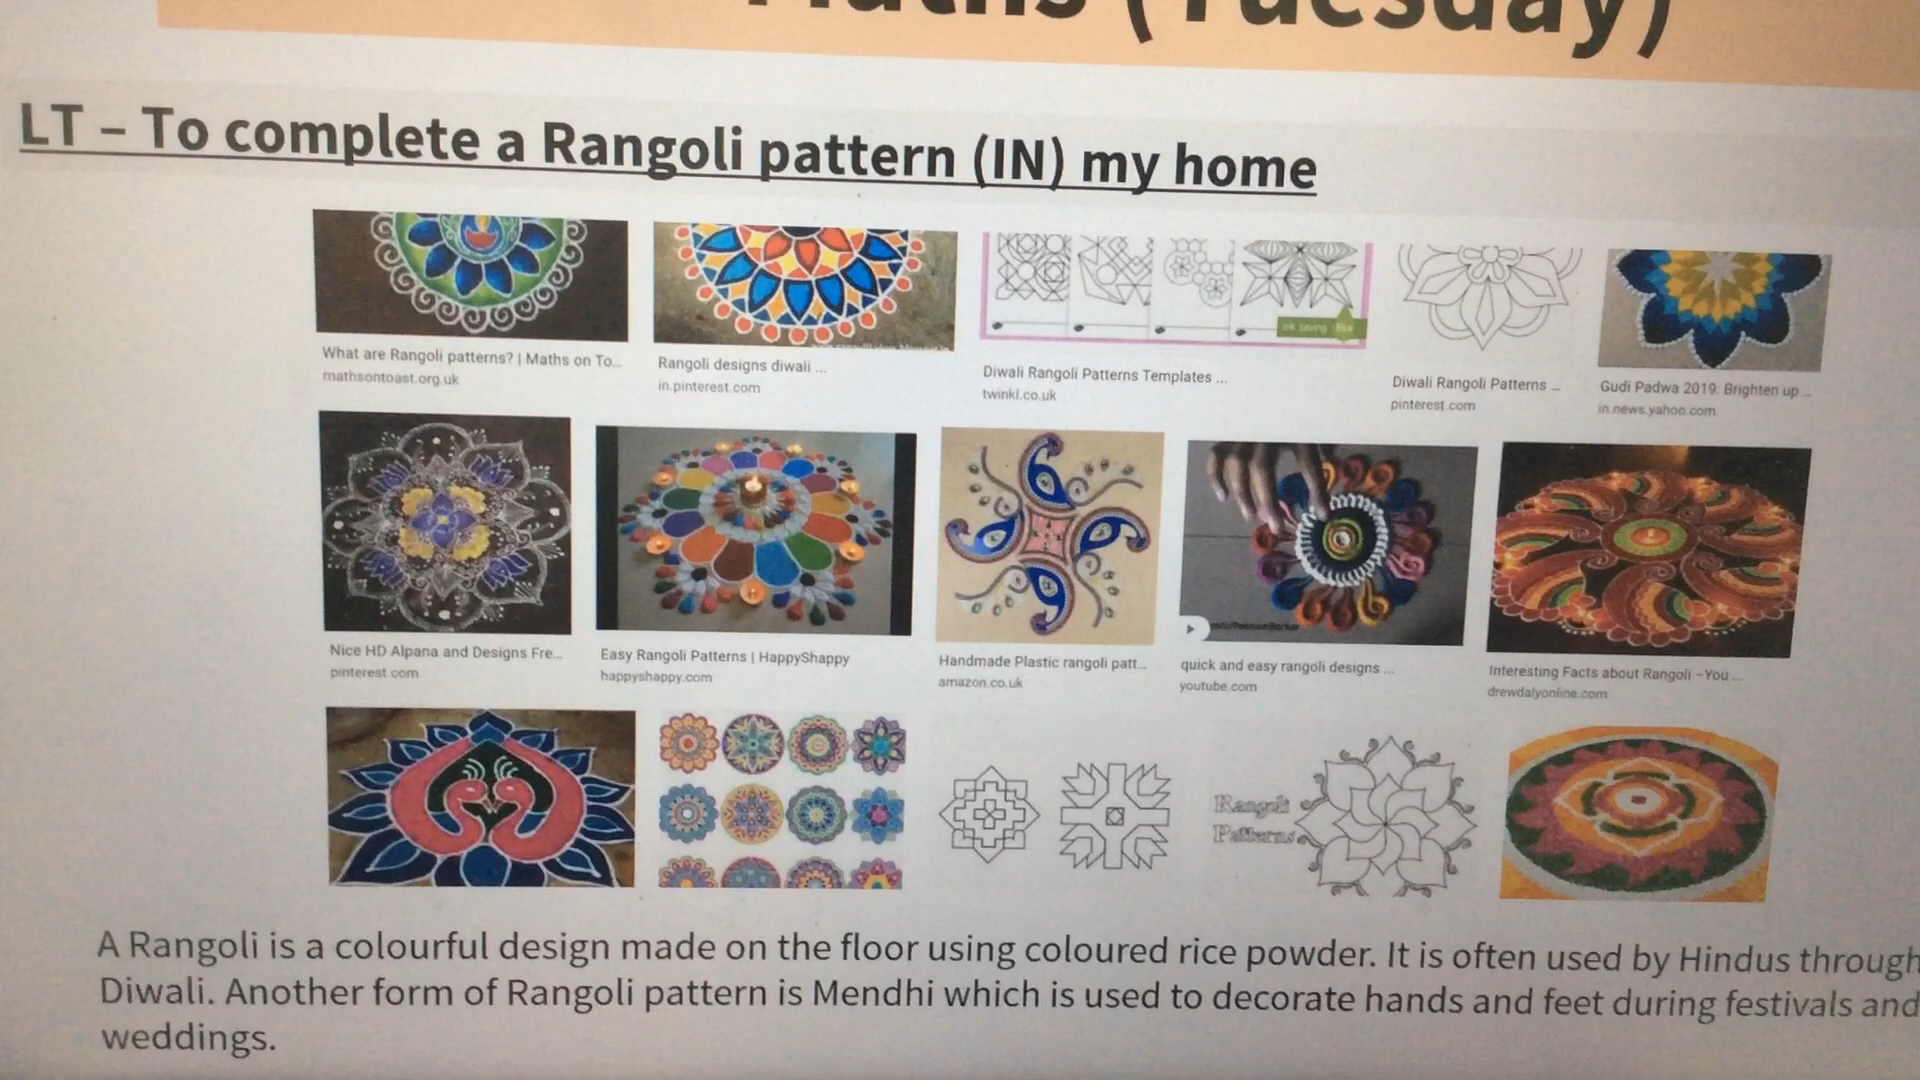 Maths (Tuesday)
LT – To complete a Rangoli pattern (IN) my home
ink saving Eco
What are Rangoli patterns? | Maths on To...
mathsontoast.org.uk
Rangoli designs diwali ...
in.pinterest.com
Diwali Rangoli Patterns Templates ...
twinkl.co.uk
Diwali Rangoli Patterns ...
pinterest.com
Gudi Padwa 2019: Brighten up ...
in.news.yahoo.com
Nice HD Alpana and Designs Fre...
pinterest.com
Easy Rangoli Patterns | HappyShappy
happyshappy.com
Handmade Plastic rangoli patt...
amazon.co.uk
quick and easy rangoli designs ...
youtube.com
Interesting Facts about Rangoli – You ...
drewdalyonline.com
Rangoli
Patterns
A Rangoli is a colourful design made on the floor using coloured rice powder. It is often used by Hindus through
Diwali. Another form of Rangoli pattern is Mendhi which is used to decorate hands and feet during festivals and
weddings.